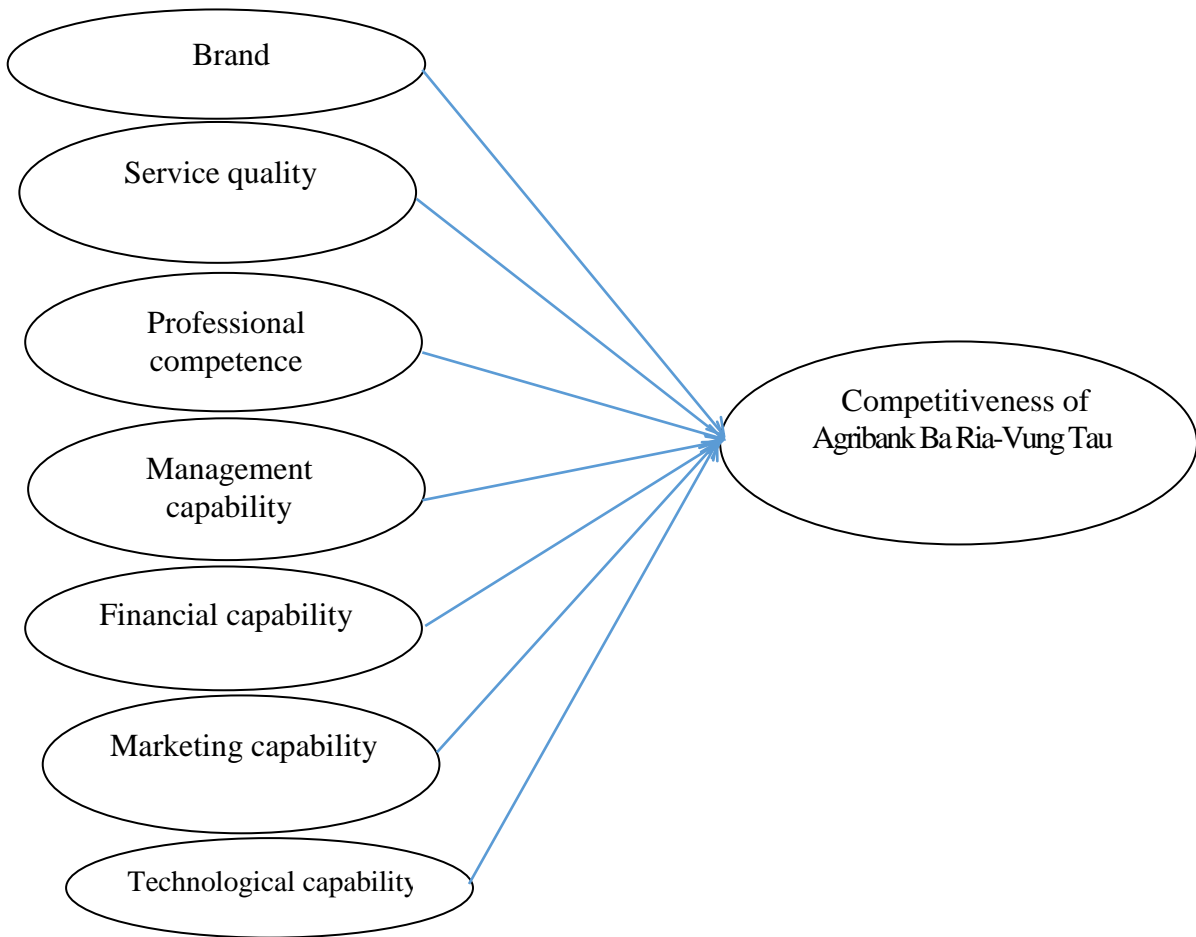 Brand
Service quality
Professional
competence
Management
capability
Financial capability
Marketing capability
Technological capability
Competitiveness of
Agribank Ba Ria-Vung Tau